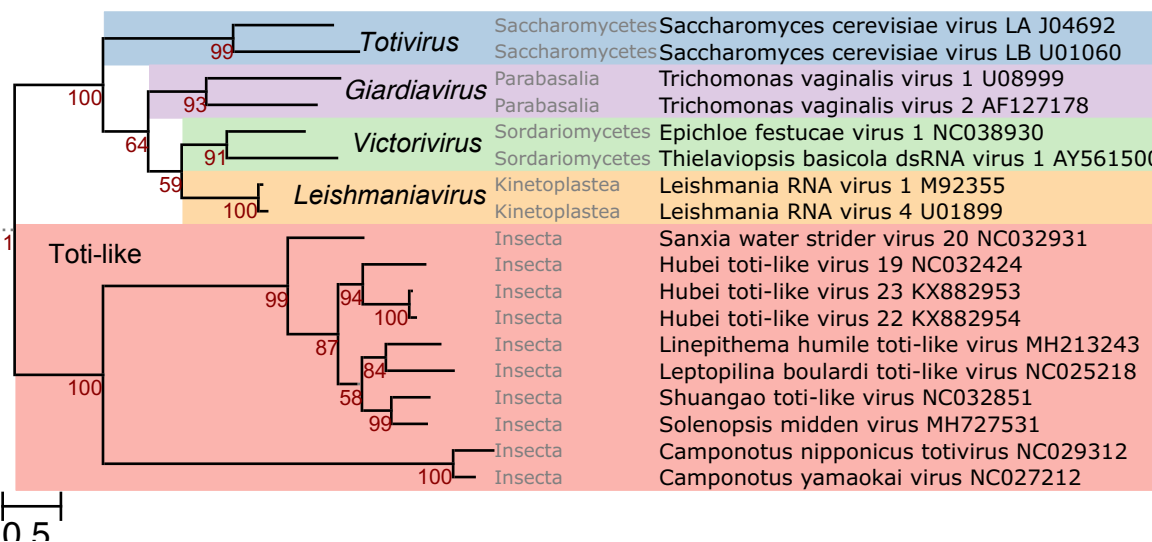 Saccharomycetes Saccharomyces cerevisiae virus LA J04692
99 Totivirus Saccharomycetes Saccharomyces cerevisiae virus LB U01060
Parabasalia Trichomonas vaginalis virus 1 U08999
100 93 Giardiavirus Parabasalia Trichomonas vaginalis virus 2 AF127178
Sordariomycetes Epichloe festucae virus 1 NC038930
64 91 Victorivirus Sordariomycetes Thielaviopsis basicola dsRNA virus 1 AY561500
59 Leishmaniavirus Kinetoplastea Leishmania RNA virus 1 M92355
100 Kinetoplastea Leishmania RNA virus 4 U01899
1 Toti-like Insecta Sanxia water strider virus 20 NC032931
Insecta Hubei toti-like virus 19 NC032424
99 94 Insecta Hubei toti-like virus 23 KX882953
100 Insecta Hubei toti-like virus 22 KX882954
87 Insecta Linepithema humile toti-like virus MH213243
100 84 Insecta Leptopilina boulardi toti-like virus NC025218
58 Insecta Shuangao toti-like virus NC032851
99 Insecta Solenopsis midden virus MH727531
Insecta Camponotus nipponicus totivirus NC029312
100 Insecta Camponotus yamaokai virus NC027212
0.5